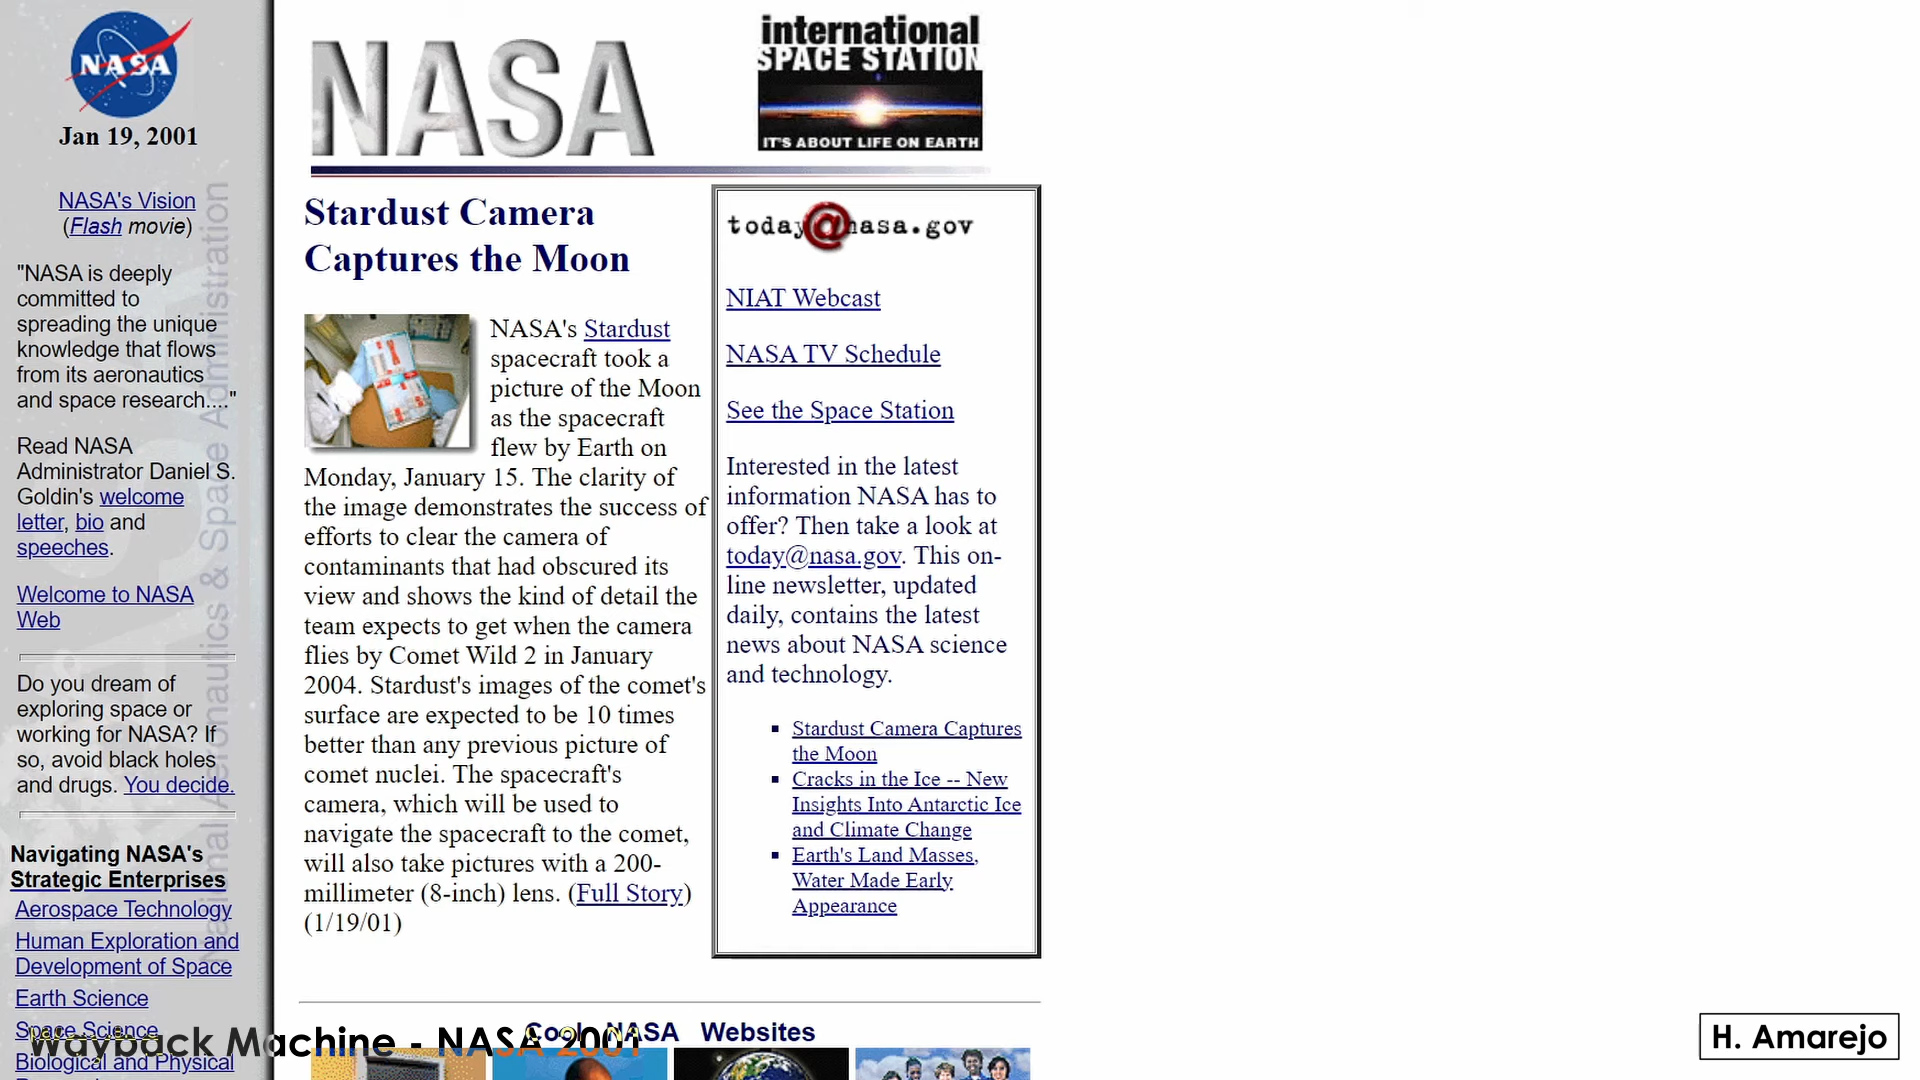 NASA
Jan 19, 2001
NASA's Vision
(Flash movie)
"NASA is deeply
committed to
spreading the unique
knowledge that flows
from its aeronautics
and space research...."
Read NASA
Administrator Daniel S.
Goldin's welcome
letter, bio and
speeches.
Welcome to NASA
Web
Do you dream of
exploring space or
working for NASA? If
so, avoid black holes
and drugs. You decide.
Navigating NASA's
Strategic Enterprises
Aerospace Technology
Human Exploration and
Development of Space
Earth Science
Space Science
Biological and Physical
National Aeronautics & Space Administration
NASA
international
SPACE STATION
IT'S ABOUT LIFE ON EARTH
Stardust Camera
Captures the Moon
NASA's Stardust
spacecraft took a
picture of the Moon
as the spacecraft
flew by Earth on
Monday, January 15. The clarity of
the image demonstrates the success of
efforts to clear the camera of
contaminants that had obscured its
view and shows the kind of detail the
team expects to get when the camera
flies by Comet Wild 2 in January
2004. Stardust's images of the comet's
surface are expected to be 10 times
better than any previous picture of
comet nuclei. The spacecraft's
camera, which will be used to
navigate the spacecraft to the comet,
will also take pictures with a 200-
millimeter (8-inch) lens. (Full Story)
(1/19/01)
today@nasa.gov
NIAT Webcast
NASA TV Schedule
See the Space Station
Interested in the latest
information NASA has to
offer? Then take a look at
today@nasa.gov. This on-
line newsletter, updated
daily, contains the latest
news about NASA science
and technology.
Stardust Camera Captures
the Moon
Cracks in the Ice -- New
Insights Into Antarctic Ice
and Climate Change
Earth's Land Masses,
Water Made Early
Appearance
Cool NASA Websites
Wayback Machine - NASA 2001
H. Amarejo